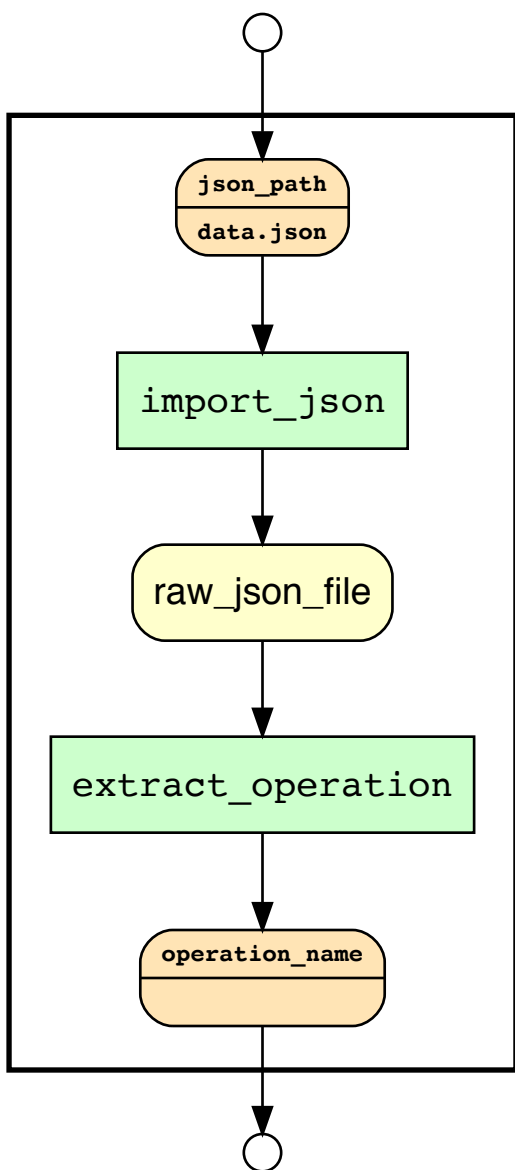 json_path
data.json
import_json
raw_json_file
extract_operation
operation_name